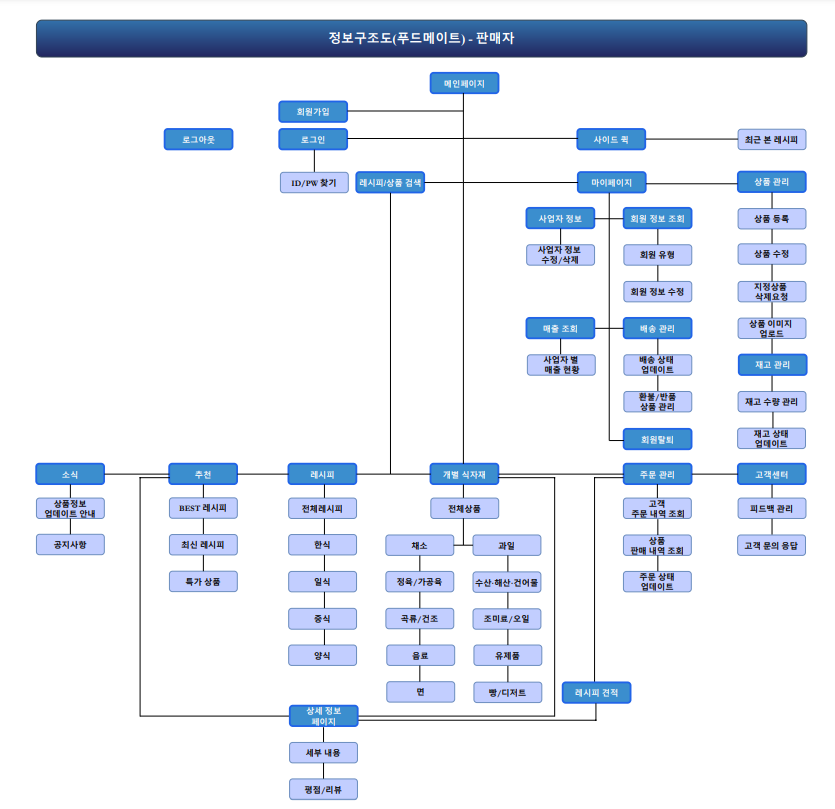 정보구조도(푸드메이트) - 판매자
메인페이지
회원가입
로그아웃
로그인
사이드 퀵
최근 본 레시피
ID/PW 찾기
레시피/상품 검색
마이페이지
상품 관리
사업자 정보
회원 정보 조회
상품 등록
사업자 정보
수정/삭제
회원 유형
상품 수정
회원 정보 수정
지정상품
삭제요청
매출 조회
배송 관리
상품 이미지
업로드
사업자 별
매출 현황
배송 상태
업데이트
재고 관리
환불/반품
상품 관리
재고 수량 관리
회원탈퇴
재고 상태
업데이트
소식
추천
레시피
개별 식자재
주문 관리
고객센터
상품정보
업데이트 안내
BEST 레시피
전체레시피
전체상품
고객
주문 내역 조회
피드백 관리
공지사항
최신 레시피
한식
채소
과일
상품
판매 내역 조회
고객 문의 응답
특가 상품
일식
정육/가공육
수산·해산·건어물
주문 상태
업데이트
중식
곡류/건조
조미료/오일
양식
음료
유제품
면
빵/디저트
레시피 견적
상세 정보
페이지
세부 내용
평점/리뷰